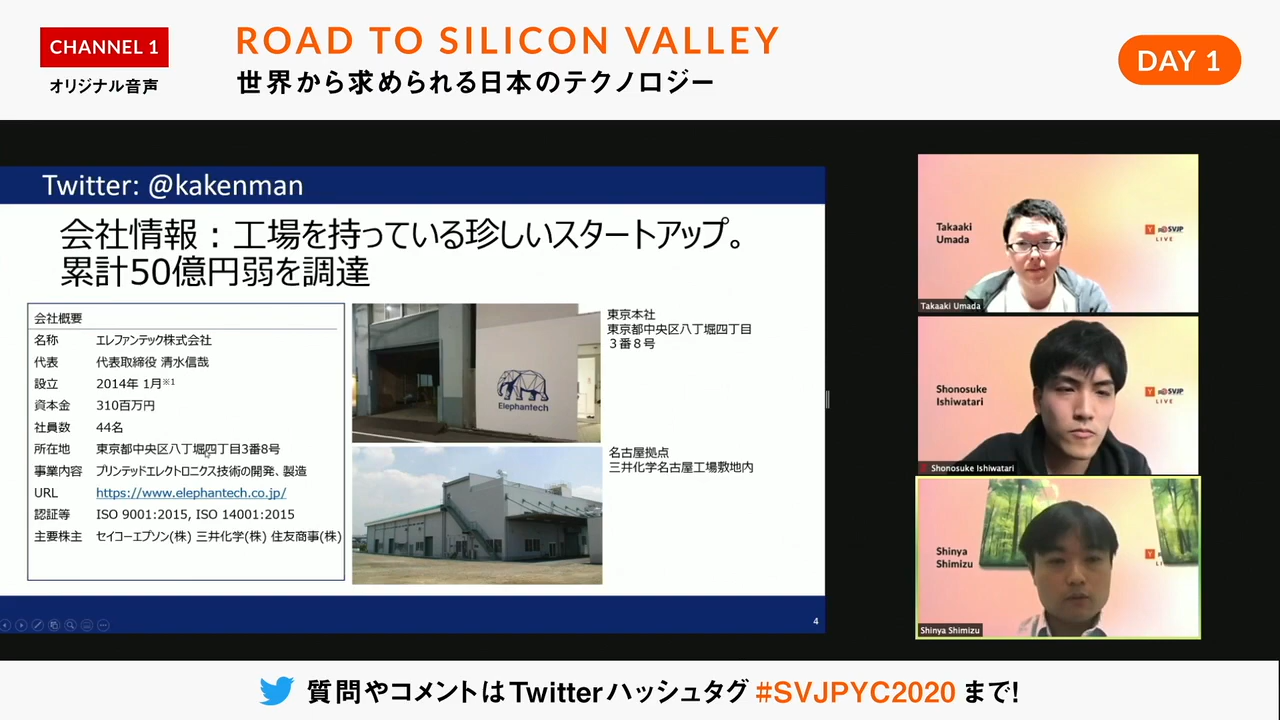 CHANNEL 1
オリジナル音声
ROAD TO SILICON VALLEY
世界から求められる日本のテクノロジー
DAY 1
Twitter: @kakenman
会社情報：工場を持っている珍しいスタートアップ。
累計50億円弱を調達
会社概要
名称 エレファンテック株式会社
代表 代表取締役 清水信哉
設立 2014年 1月※1
資本金 310百万円
社員数 44名
所在地 東京都中央区八丁堀四丁目3番8号
事業内容 プリンテッドエレクトロニクス技術の開発、製造
URL https://www.elephantech.co.jp/
認証等 ISO 9001:2015, ISO 14001:2015
主要株主 セイコーエプソン(株) 三井化学(株) 住友商事(株)
Elephantech
東京本社
東京都中央区八丁堀四丁目
３番８号
名古屋拠点
三井化学名古屋工場敷地内
4
Takaaki
Umada
Y SVJP
LIVE
Takaaki Umada
Shonosuke
Ishiwatari
Y SVJP
LIVE
Shonosuke Ishiwatari
Shinya
Shimizu
Y
Shinya Shimizu
質問やコメントはTwitterハッシュタグ #SVJPYC2020 まで!